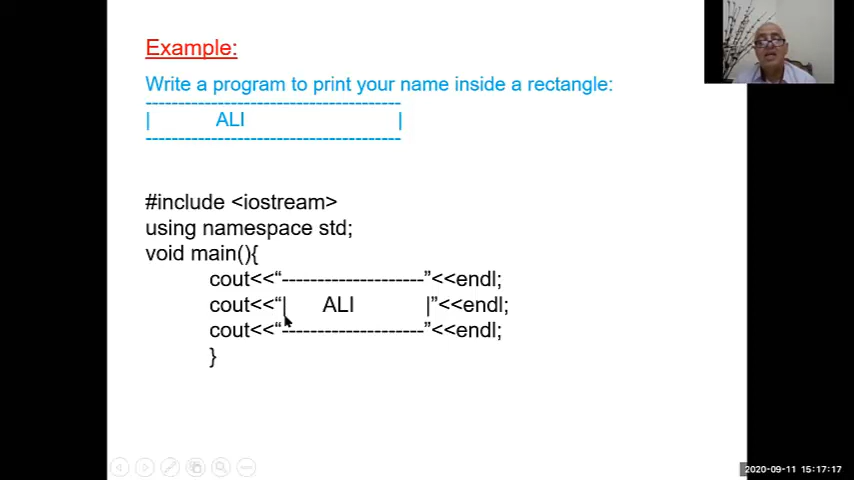 Example:
Write a program to print your name inside a rectangle:
---------------------------------------
|            ALI                          |
---------------------------------------
#include <iostream>
using namespace std;
void main(){
cout<<“---------------------”<<endl;
cout<<“|      ALI            |”<<endl;
cout<<“---------------------”<<endl;
}
2020-09-11 15:17:17